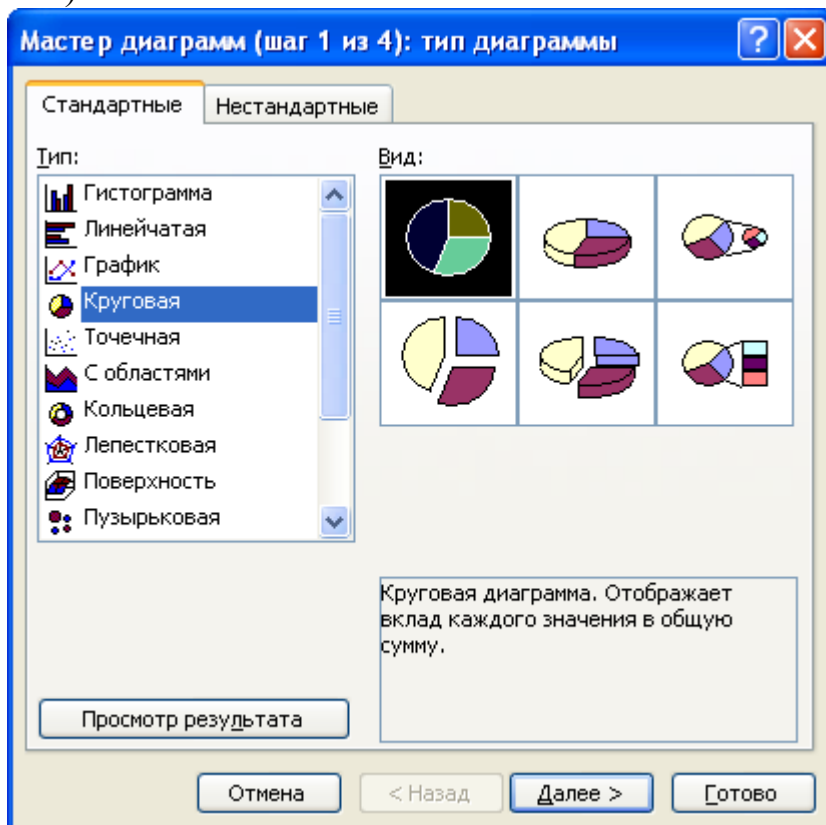 )
Мастер диаграмм (шаг 1 из 4): тип диаграммы
Стандартные Нестандартные
Тип: Вид:
Гистограмма
Линейчатая
График
Круговая
Точечная
С областями
Кольцевая
Лепестковая
Поверхность
Пузырьковая
Круговая диаграмма. Отображает
вклад каждого значения в общую
сумму.
Просмотр результата
Отмена < Назад Далее > Готово